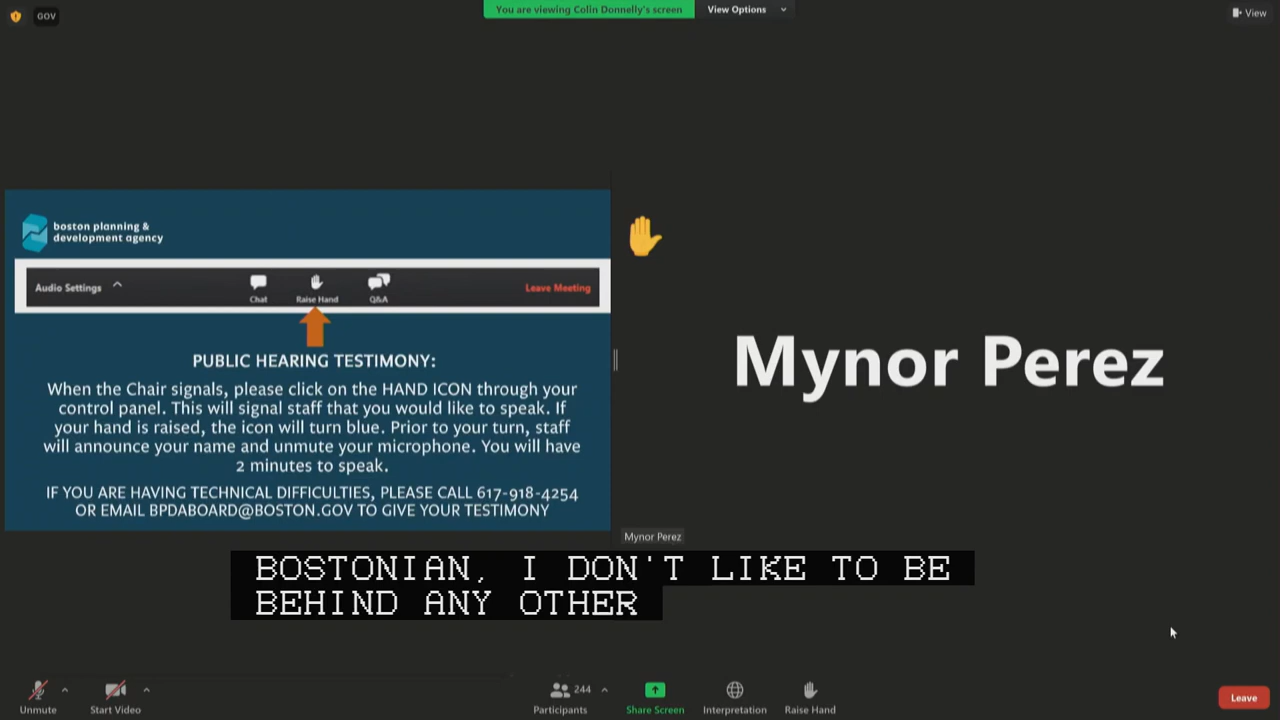 GOV
You are viewing Colin Donnelly's screen
View Options
View
boston planning &
development agency
Audio Settings
Chat
Raise Hand
Q&A
Leave Meeting
PUBLIC HEARING TESTIMONY:
When the Chair signals, please click on the HAND ICON through your
control panel. This will signal staff that you would like to speak. If
your hand is raised, the icon will turn blue. Prior to your turn, staff
will announce your name and unmute your microphone. You will have
2 minutes to speak.
IF YOU ARE HAVING TECHNICAL DIFFICULTIES, PLEASE CALL 617-918-4254
OR EMAIL BPDABOARD@BOSTON.GOV TO GIVE YOUR TESTIMONY
Mynor Perez
Mynor Perez
BOSTONIAN, I DON'T LIKE TO BE
BEHIND ANY OTHER
Unmute
Start Video
244
Participants
Share Screen
Interpretation
Raise Hand
Leave